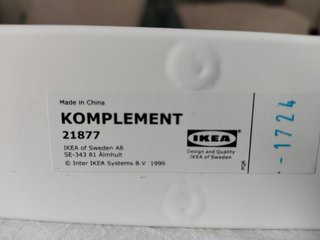 Made in China
KOMPLEMENT
21877
IKEA of Sweden AB
SE-343 81 Älmhult
© Inter IKEA Systems B.V 1999
IKEA
Design and Quality
IKEA of Sweden
PQR
-1724